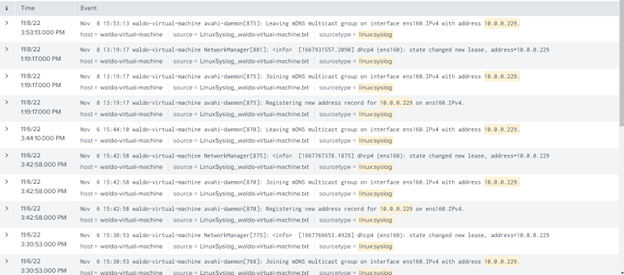 i Time Event
> 11/8/22 3:53:13.000 PM Nov 8 15:53:13 waldo-virtual-machine avahi-daemon[875]: Leaving mDNS multicast group on interface ens160.IPv4 with address 10.0.0.229.
host = waldo-virtual-machine source = LinuxSyslog_waldo-virtual-machine.txt sourcetype = linux:syslog
> 11/8/22 1:19:17.000 PM Nov 8 13:19:17 waldo-virtual-machine NetworkManager[881]: <info> [1667931557.2090] dhcp4 (ens160): state changed new lease, address=10.0.0.229
host = waldo-virtual-machine source = LinuxSyslog_waldo-virtual-machine.txt sourcetype = linux:syslog
> 11/8/22 1:19:17.000 PM Nov 8 13:19:17 waldo-virtual-machine avahi-daemon[875]: Joining mDNS multicast group on interface ens160.IPv4 with address 10.0.0.229.
host = waldo-virtual-machine source = LinuxSyslog_waldo-virtual-machine.txt sourcetype = linux:syslog
> 11/8/22 1:19:17.000 PM Nov 8 13:19:17 waldo-virtual-machine avahi-daemon[875]: Registering new address record for 10.0.0.229 on ens160.IPv4.
host = waldo-virtual-machine source = LinuxSyslog_waldo-virtual-machine.txt sourcetype = linux:syslog
> 11/6/22 3:44:10.000 PM Nov 6 15:44:10 waldo-virtual-machine avahi-daemon[870]: Leaving mDNS multicast group on interface ens160.IPv4 with address 10.0.0.229.
host = waldo-virtual-machine source = LinuxSyslog_waldo-virtual-machine.txt sourcetype = linux:syslog
> 11/6/22 3:42:58.000 PM Nov 6 15:42:58 waldo-virtual-machine NetworkManager[875]: <info> [1667767378.1875] dhcp4 (ens160): state changed new lease, address=10.0.0.229
host = waldo-virtual-machine source = LinuxSyslog_waldo-virtual-machine.txt sourcetype = linux:syslog
> 11/6/22 3:42:58.000 PM Nov 6 15:42:58 waldo-virtual-machine avahi-daemon[870]: Joining mDNS multicast group on interface ens160.IPv4 with address 10.0.0.229.
host = waldo-virtual-machine source = LinuxSyslog_waldo-virtual-machine.txt sourcetype = linux:syslog
> 11/6/22 3:42:58.000 PM Nov 6 15:42:58 waldo-virtual-machine avahi-daemon[870]: Registering new address record for 10.0.0.229 on ens160.IPv4.
host = waldo-virtual-machine source = LinuxSyslog_waldo-virtual-machine.txt sourcetype = linux:syslog
> 11/6/22 3:30:53.000 PM Nov 6 15:30:53 waldo-virtual-machine NetworkManager[775]: <info> [1667766653.4928] dhcp4 (ens160): state changed new lease, address=10.0.0.229
host = waldo-virtual-machine source = LinuxSyslog_waldo-virtual-machine.txt sourcetype = linux:syslog
> 11/6/22 3:30:53.000 PM Nov 6 15:30:53 waldo-virtual-machine avahi-daemon[768]: Joining mDNS multicast group on interface ens160.IPv4 with address 10.0.0.229.
host = waldo-virtual-machine source = LinuxSyslog_waldo-virtual-machine.txt sourcetype = linux:syslog